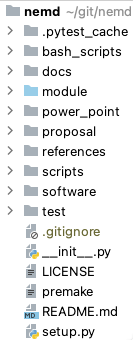 nemd ~/git/nemd
.pytest_cache
bash_scripts
docs
module
power_point
proposal
references
scripts
software
test
.gitignore
__init__.py
LICENSE
premake
README.md
setup.py